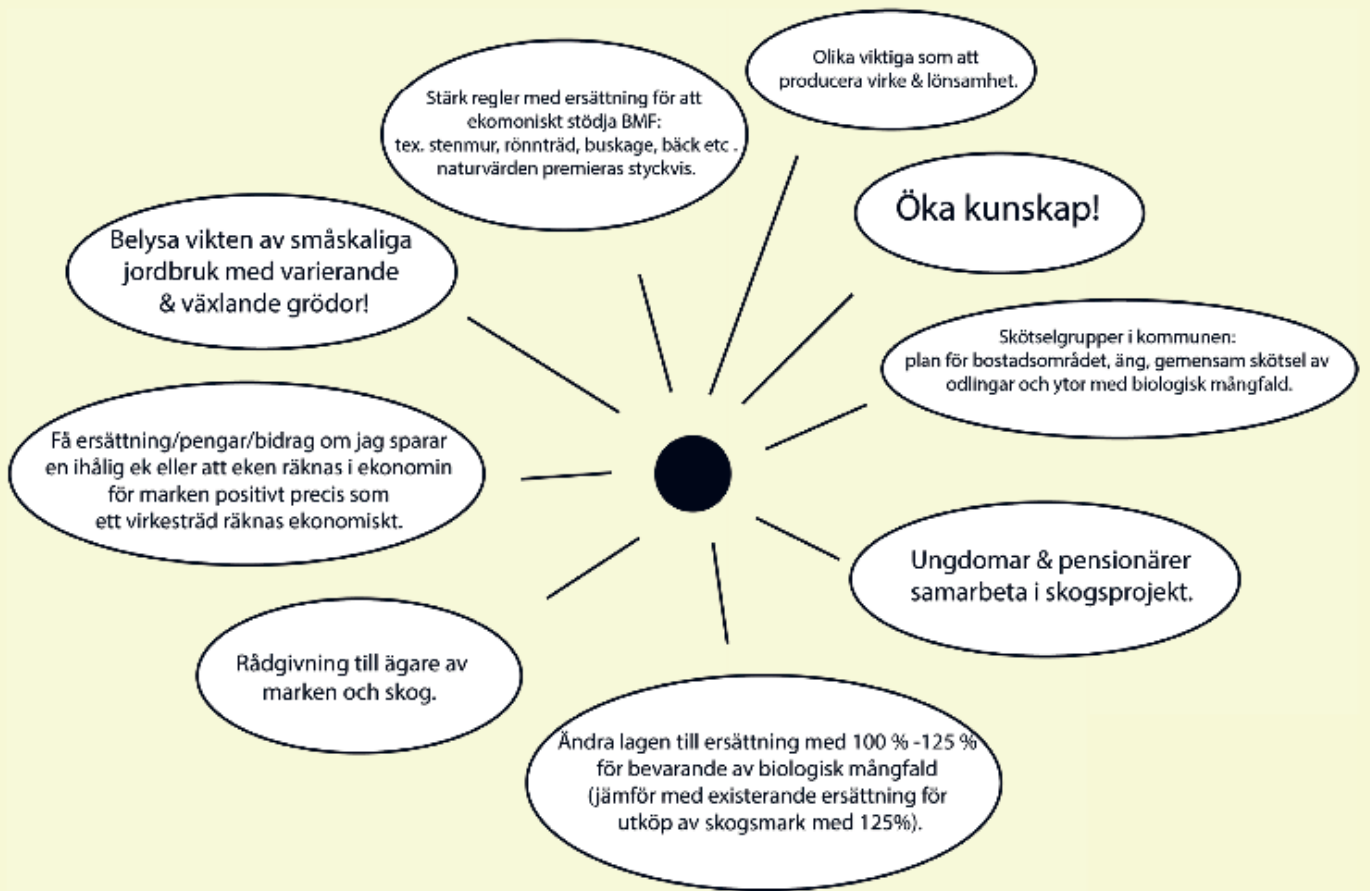 Olika viktiga som att
producera virke & lönsamhet.
Stärk regler med ersättning för att
ekomoniskt stödja BMF:
tex. stenmur, rönnträd, buskage, bäck etc .
naturvärden premieras styckvis.
Öka kunskap!
Belysa vikten av småskaliga
jordbruk med varierande
& växlande grödor!
Skötselgrupper i kommunen:
plan för bostadsområdet, äng, gemensam skötsel av
odlingar och ytor med biologisk mångfald.
Få ersättning/pengar/bidrag om jag sparar
en ihålig ek eller att eken räknas i ekonomin
för marken positivt precis som
ett virkesträd räknas ekonomiskt.
Ungdomar & pensionärer
samarbeta i skogsprojekt.
Rådgivning till ägare av
marken och skog.
Ändra lagen till ersättning med 100 % -125 %
för bevarande av biologisk mångfald
(jämför med existerande ersättning för
utköp av skogsmark med 125%).